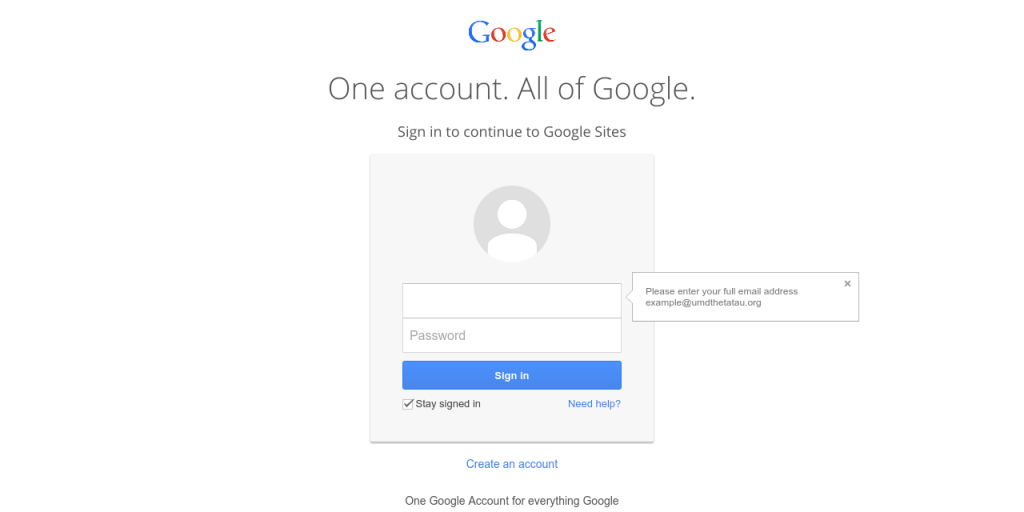 Google
One account. All of Google.
Sign in to continue to Google Sites
Please enter your full email address
example@umdthetatau.org
Password
Sign in
Stay signed in
Need help?
Create an account
One Google Account for everything Google